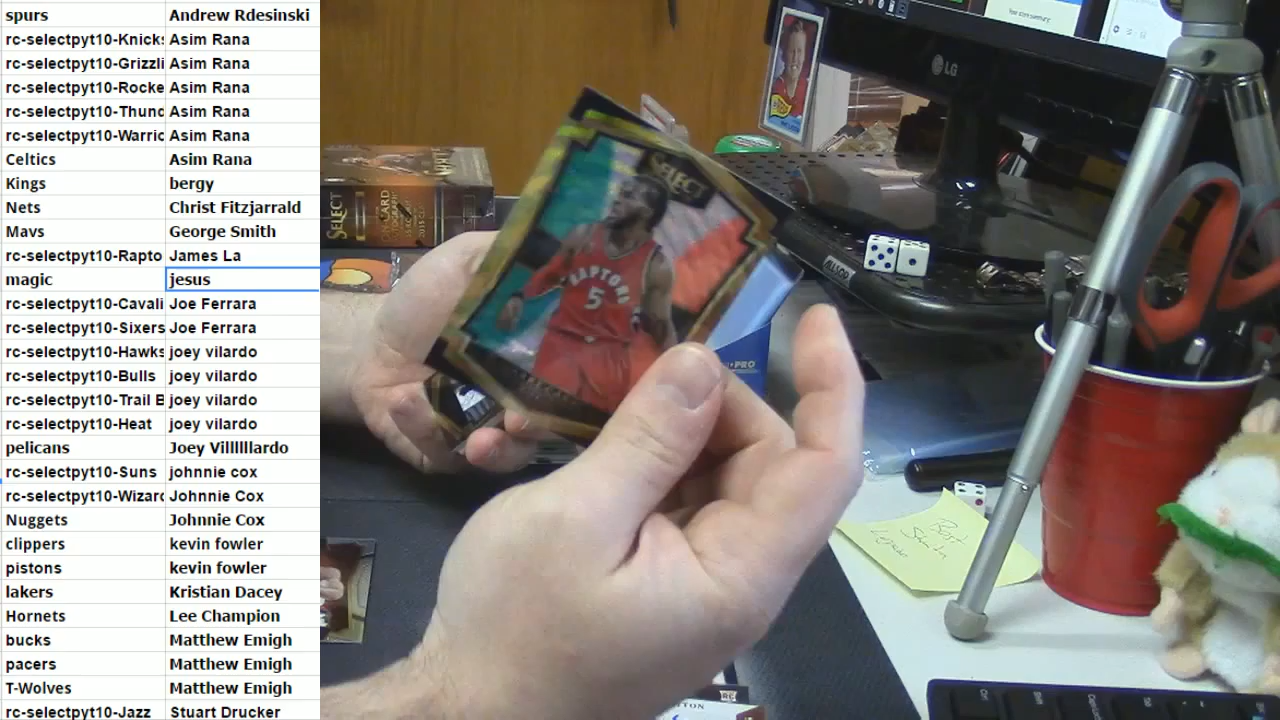 spurs Andrew Rdesinski
rc-selectpyt10-Knicks Asim Rana
rc-selectpyt10-Grizzli Asim Rana
rc-selectpyt10-Rocke Asim Rana
rc-selectpyt10-Thund Asim Rana
rc-selectpyt10-Warric Asim Rana
Celtics Asim Rana
Kings bergy
Nets Christ Fitzjarrald
Mavs George Smith
rc-selectpyt10-Rapto James La
magic jesus
rc-selectpyt10-Cavali Joe Ferrara
rc-selectpyt10-Sixers Joe Ferrara
rc-selectpyt10-Hawks joey vilardo
rc-selectpyt10-Bulls joey vilardo
rc-selectpyt10-Trail B joey vilardo
rc-selectpyt10-Heat joey vilardo
pelicans Joey Villllllardo
rc-selectpyt10-Suns johnnie cox
rc-selectpyt10-Wizarc Johnnie Cox
Nuggets Johnnie Cox
clippers kevin fowler
pistons kevin fowler
lakers Kristian Dacey
Hornets Lee Champion
bucks Matthew Emigh
pacers Matthew Emigh
T-Wolves Matthew Emigh
rc-selectpyt10-Jazz Stuart Drucker
LG
SELECT
SELECT
RAPTORS
5
ALLSOP
PRO
Best
RC